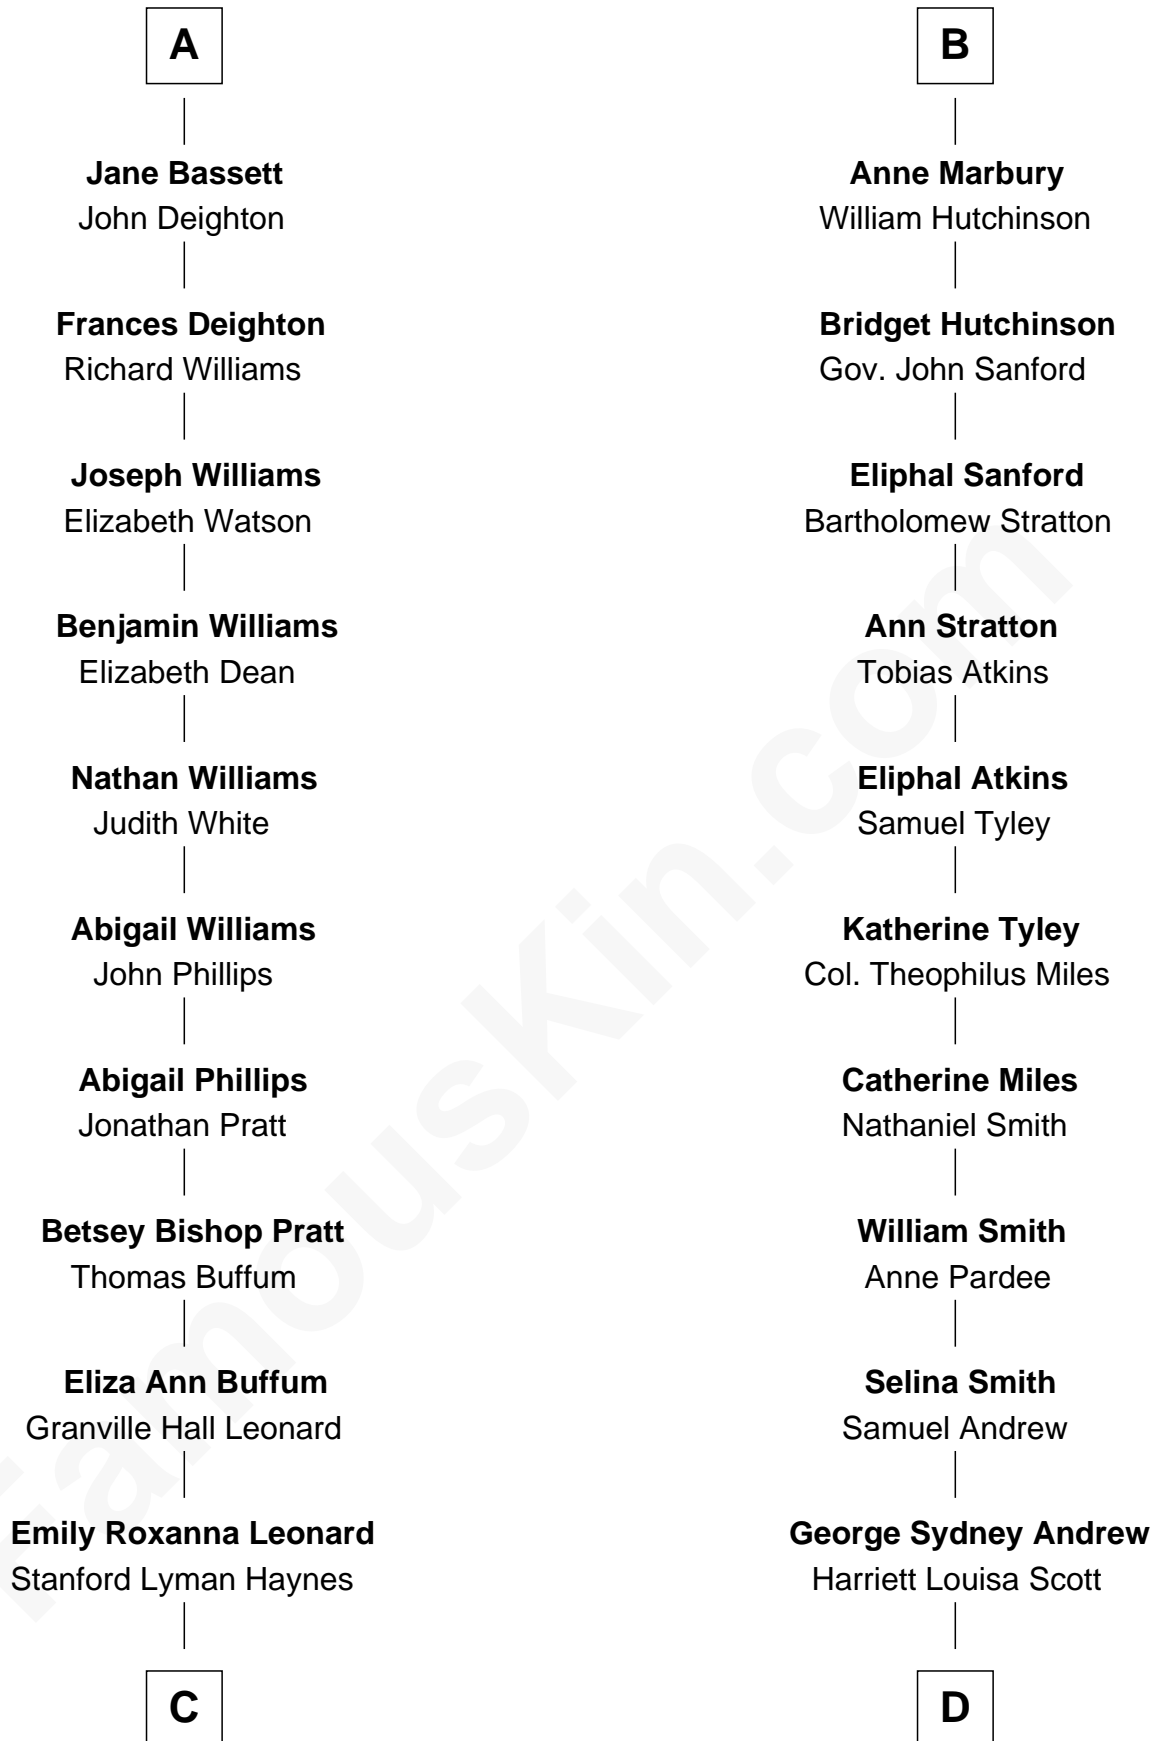 A
Jane Bassett
John Deighton
Frances Deighton
Richard Williams
Joseph Williams
Elizabeth Watson
Benjamin Williams
Elizabeth Dean
Nathan Williams
Judith White
Abigail Williams
John Phillips
Abigail Phillips
Jonathan Pratt
Betsey Bishop Pratt
Thomas Buffum
Eliza Ann Buffum
Granville Hall Leonard
Emily Roxanna Leonard
Stanford Lyman Haynes
C
B
Anne Marbury
William Hutchinson
Bridget Hutchinson
Gov. John Sanford
Eliphal Sanford
Bartholomew Stratton
Ann Stratton
Tobias Atkins
Eliphal Atkins
Samuel Tyley
Katherine Tyley
Col. Theophilus Miles
Catherine Miles
Nathaniel Smith
William Smith
Anne Pardee
Selina Smith
Samuel Andrew
George Sydney Andrew
Harriett Louisa Scott
D
FamousKin.com